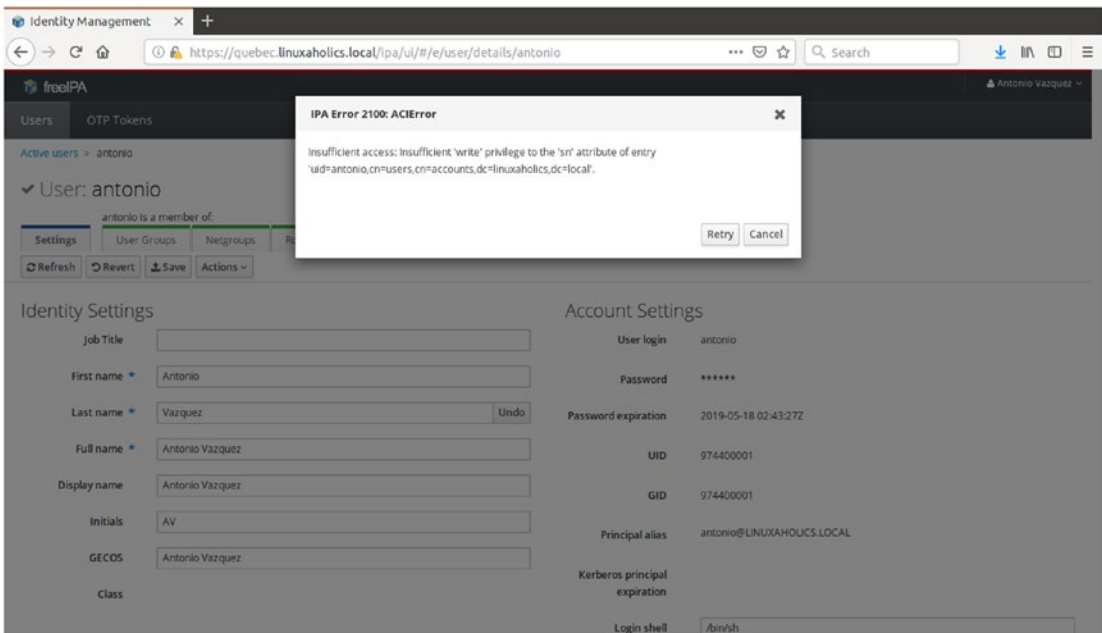 Identity Management
https://quebec.linuxaholics.local/ipa/ui/#/e/user/details/antonio
Search
freeIPA
Antonio Vazquez
Users OTP Tokens
IPA Error 2100: ACIError
Insufficient access: Insufficient 'write' privilege to the 'sn' attribute of entry
'uid=antonio,cn=users,cn=accounts,dc=linuxaholics,dc=local'.
Retry Cancel
Active users » antonio
User: antonio
antonio is a member of:
Settings User Groups Netgroups
Refresh Revert Save Actions
Identity Settings
Job Title
First name * Antonio
Last name * Vazquez Undo
Full name * Antonio Vazquez
Display name Antonio Vazquez
Initials AV
GECOS Antonio Vazquez
Class
Account Settings
User login antonio
Password ******
Password expiration 2019-05-18 02:43:27Z
UID 974400001
GID 974400001
Principal alias antonio@LINUXAHOLICS.LOCAL
Kerberos principal
expiration
Login shell /bin/sh